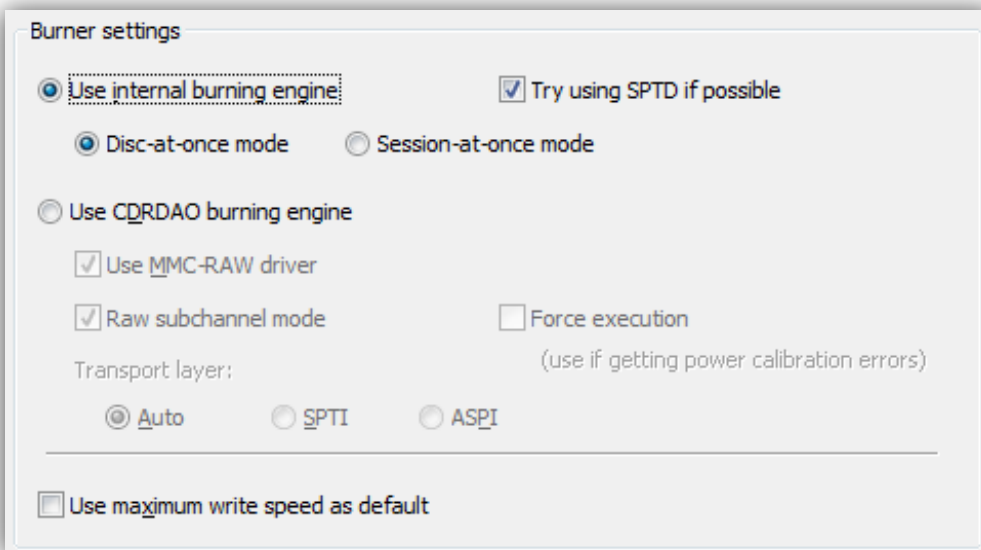 Burner settings
Use internal burning engine Try using SPTD if possible
Disc-at-once mode Session-at-once mode
Use CDRDAO burning engine
Use MMC-RAW driver
Raw subchannel mode Force execution
(use if getting power calibration errors)
Transport layer:
Auto SPTI ASPI
Use maximum write speed as default